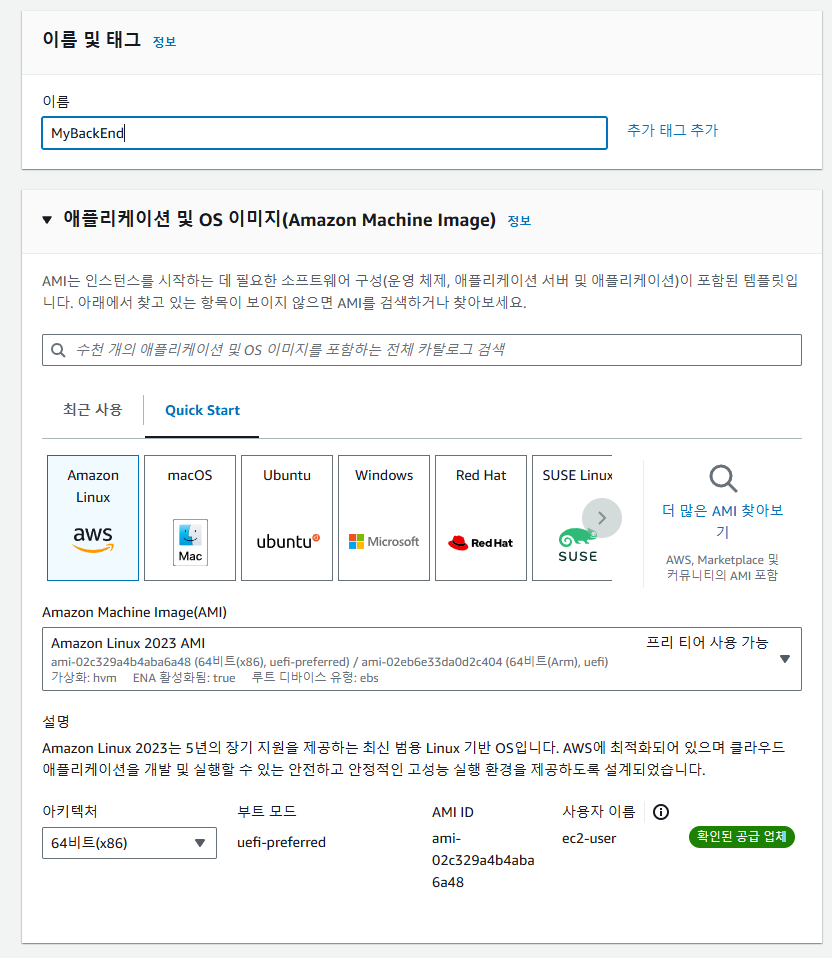 이름 및 태그 정보
이름
MyBackEnd
추가 태그 추가
애플리케이션 및 OS 이미지(Amazon Machine Image) 정보
AMI는 인스턴스를 시작하는 데 필요한 소프트웨어 구성(운영 체제, 애플리케이션 서버 및 애플리케이션)이 포함된 템플릿입
니다. 아래에서 찾고 있는 항목이 보이지 않으면 AMI를 검색하거나 찾아보세요.
수천 개의 애플리케이션 및 OS 이미지를 포함하는 전체 카탈로그 검색
최근 사용
Quick Start
Amazon
Linux
aws
macOS
Mac
Ubuntu
ubuntu
Windows
Microsoft
Red Hat
Red Hat
SUSE Linux
SUSE
더 많은 AMI 찾아보
기
AWS, Marketplace 및
커뮤니티의 AMI 포함
Amazon Machine Image(AMI)
Amazon Linux 2023 AMI
프리 티어 사용 가능
ami-02c329a4b4aba6a48 (64비트(x86), uefi-preferred) / ami-02eb6e33da0d2c404 (64비트(Arm), uefi)
가상화: hvm ENA 활성화됨: true 루트 디바이스 유형: ebs
설명
Amazon Linux 2023는 5년의 장기 지원을 제공하는 최신 범용 Linux 기반 OS입니다. AWS에 최적화되어 있으며 클라우드
애플리케이션을 개발 및 실행할 수 있는 안전하고 안정적인 고성능 실행 환경을 제공하도록 설계되었습니다.
아키텍처
64비트(x86)
부트 모드
uefi-preferred
AMI ID
ami-
02c329a4b4aba
6a48
사용자 이름
ec2-user
확인된 공급 업체